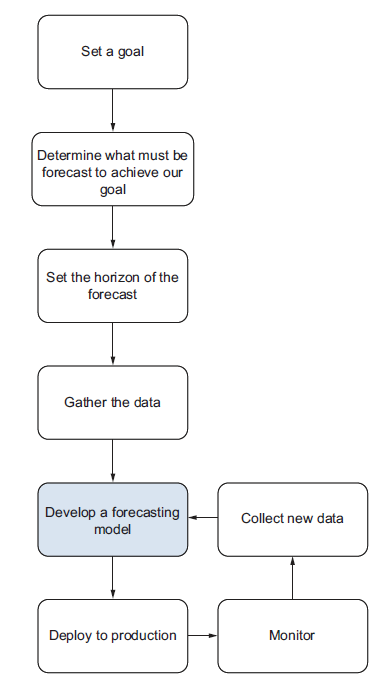 Set a goal
Determine what must be
forecast to achieve our
goal
Set the horizon of the
forecast
Gather the data
Develop a forecasting
model
Collect new data
Deploy to production
Monitor